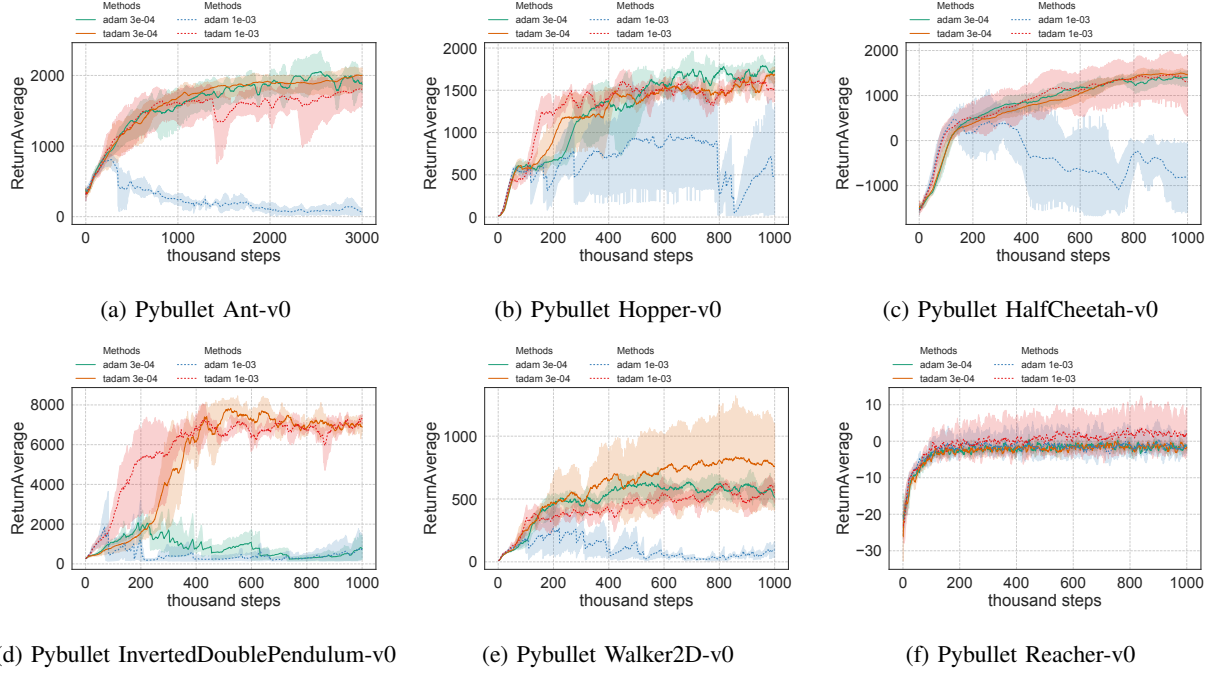 Methods Methods
adam 3e-04 adam 1e-03
tadam 3e-04 tadam 1e-03
ReturnAverage
2000
1000
0
0 1000 2000 3000
thousand steps
(a) Pybullet Ant-v0
Methods Methods
adam 3e-04 adam 1e-03
tadam 3e-04 tadam 1e-03
ReturnAverage
2000
1500
1000
500
0
0 200 400 600 800 1000
thousand steps
(b) Pybullet Hopper-v0
Methods Methods
adam 3e-04 adam 1e-03
tadam 3e-04 tadam 1e-03
ReturnAverage
2000
1000
0
−1000
0 200 400 600 800 1000
thousand steps
(c) Pybullet HalfCheetah-v0
Methods Methods
adam 3e-04 adam 1e-03
tadam 3e-04 tadam 1e-03
ReturnAverage
8000
6000
4000
2000
0
0 200 400 600 800 1000
thousand steps
(d) Pybullet InvertedDoublePendulum-v0
Methods Methods
adam 3e-04 adam 1e-03
tadam 3e-04 tadam 1e-03
ReturnAverage
1000
500
0
0 200 400 600 800 1000
thousand steps
(e) Pybullet Walker2D-v0
Methods Methods
adam 3e-04 adam 1e-03
tadam 3e-04 tadam 1e-03
ReturnAverage
10
0
−10
−20
−30
0 200 400 600 800 1000
thousand steps
(f) Pybullet Reacher-v0